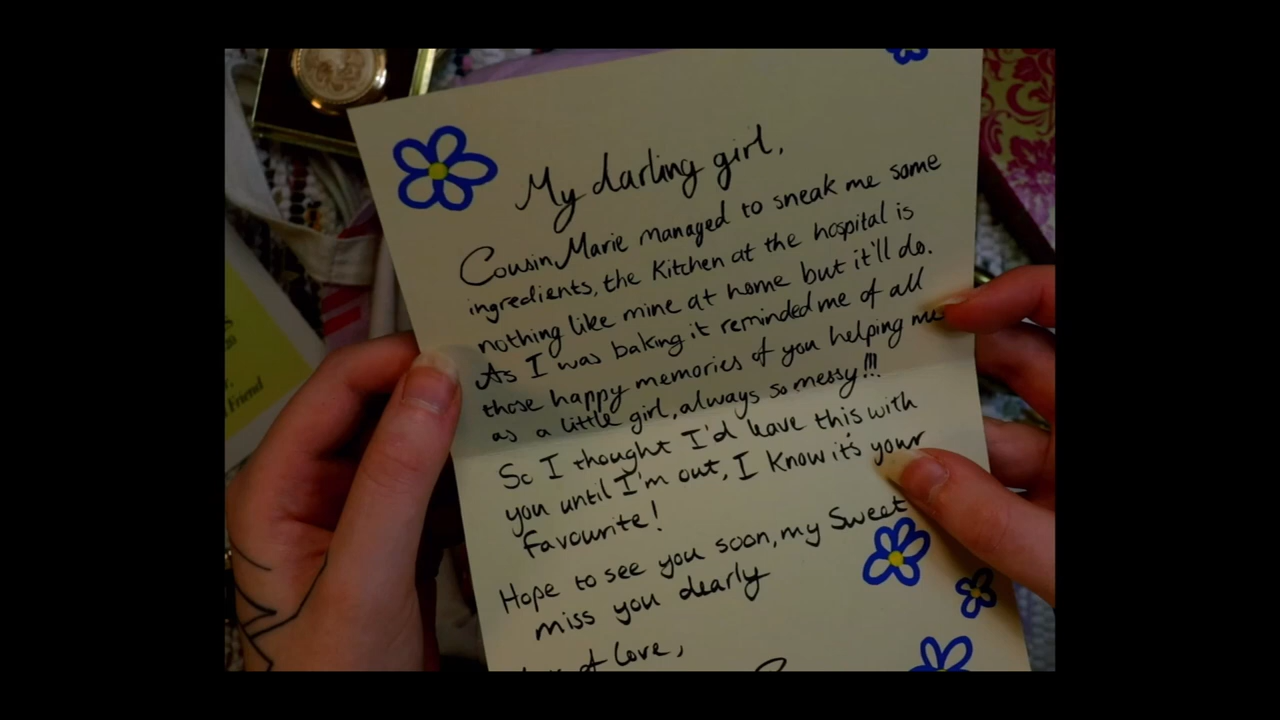 My darling girl,
Cousin Marie managed to sneak me some
ingredients, the Kitchen at the hospital is
nothing like mine at home but it'll do.
As I was baking it reminded me of all
those happy memories of you helping me
as a little girl, always so messy!!!
So I thought I'd leave this with
you until I'm out, I Know it's your
favourite!
Hope to see you soon, my Sweet
miss you dearly
of Love,
Friend